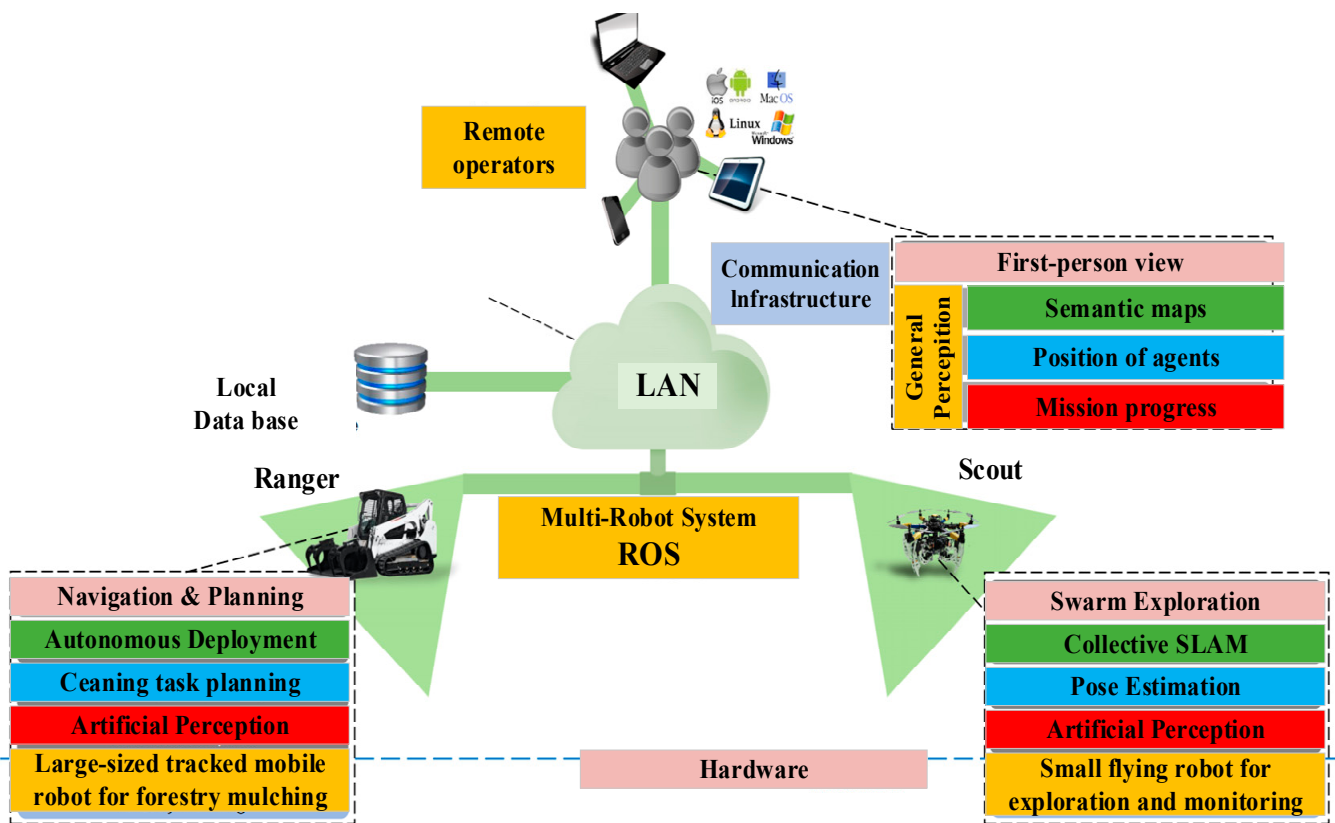 iOS
android
Mac OS
Linux
Windows
Remote
operators
Communication
Infrastructure
First-person view
General
Percepition
Semantic maps
Position of agents
Mission progress
LAN
Local
Data base
Ranger
Scout
Multi-Robot System
ROS
Navigation & Planning
Autonomous Deployment
Ceaning task planning
Artificial Perception
Large-sized tracked mobile
robot for forestry mulching
Hardware
Swarm Exploration
Collective SLAM
Pose Estimation
Artificial Perception
Small flying robot for
exploration and monitoring